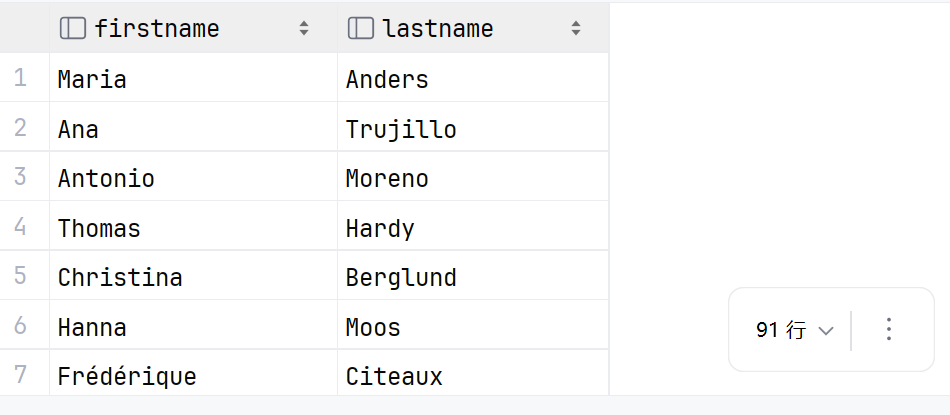 firstname lastname
1 Maria Anders
2 Ana Trujillo
3 Antonio Moreno
4 Thomas Hardy
5 Christina Berglund
6 Hanna Moos
7 Frédérique Citeaux
91 行